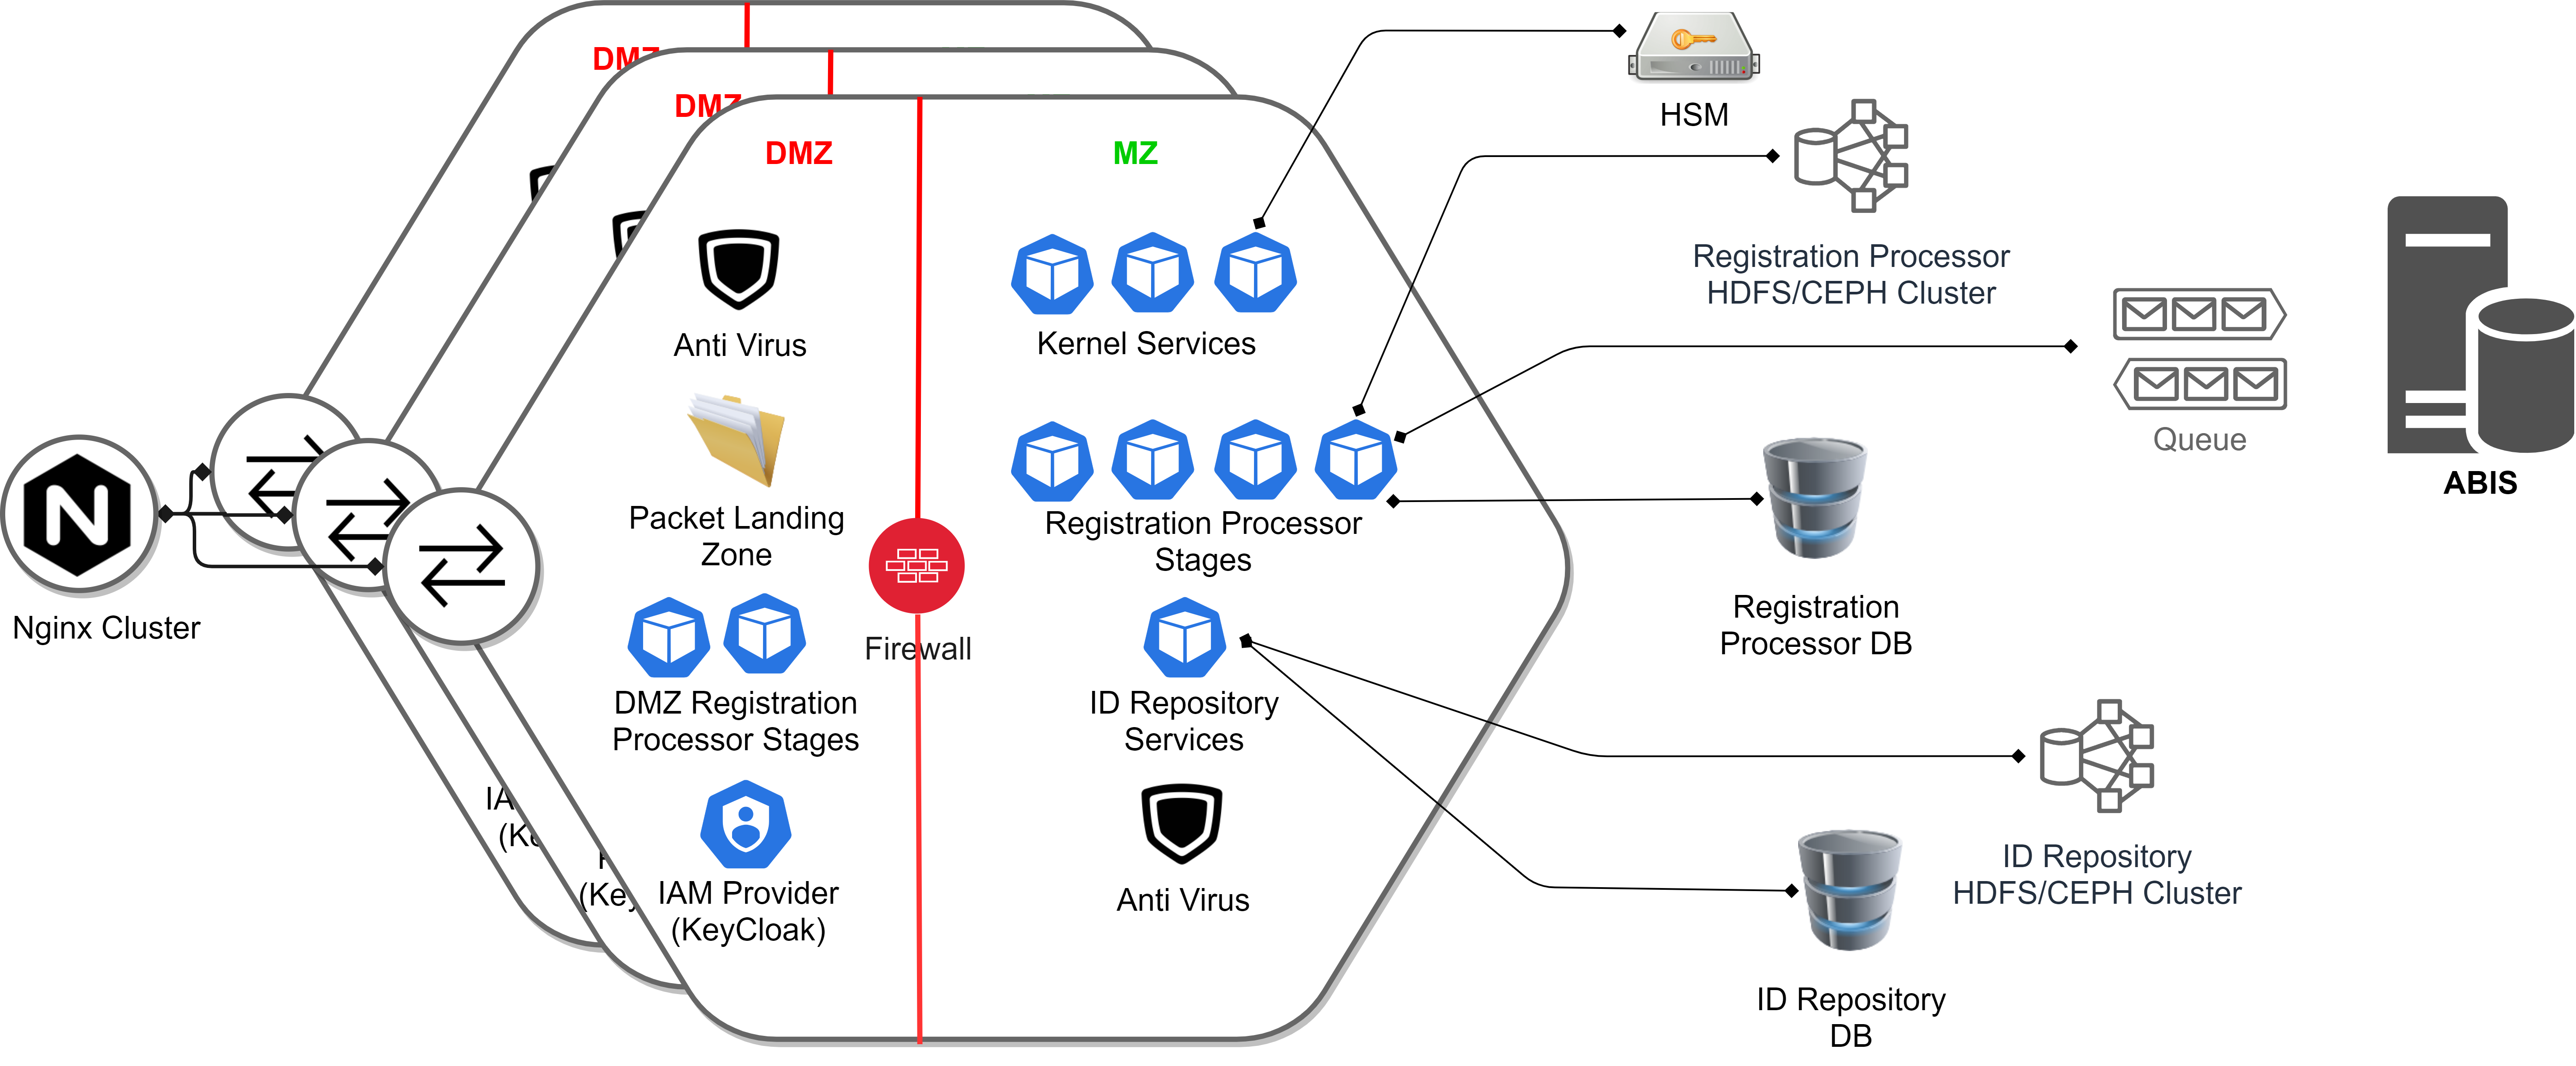 DMZ
DMZ
DMZ
MZ
HSM
Registration Processor
HDFS/CEPH Cluster
Anti Virus
Kernel Services
Queue
ABIS
Packet Landing
Zone
Registration Processor
Stages
Nginx Cluster
Firewall
Registration
Processor DB
DMZ Registration
Processor Stages
ID Repository
Services
IAM Provider
(KeyCloak)
Anti Virus
ID Repository
HDFS/CEPH Cluster
ID Repository
DB